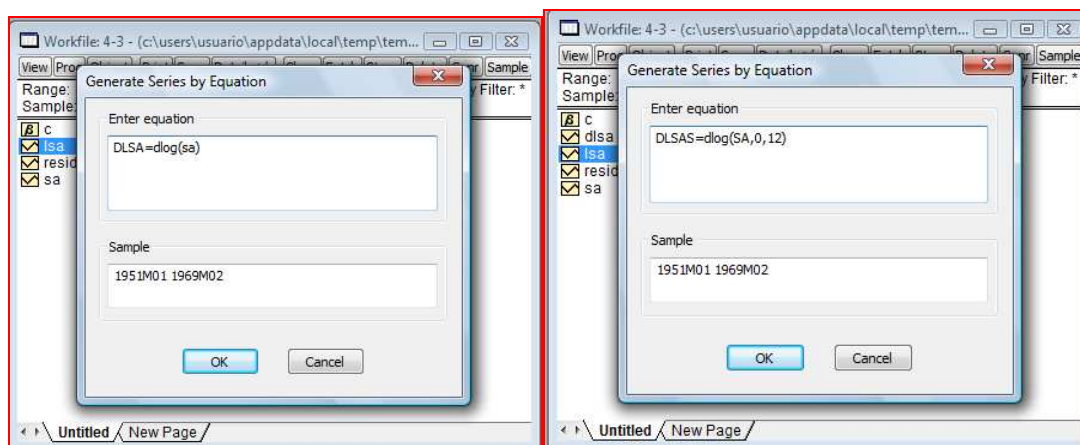 Workfile: 4-3 - (c:\users\usuario\appdata\local\temp\tem...
View Proc Sample
Generate Series by Equation
Range: Filter: *
Sample:
Enter equation
c
lsa
resid
sa
DLSA=dlog(sa)
Sample
1951M01 1969M02
OK Cancel
Untitled New Page
Workfile: 4-3 - (c:\users\usuario\appdata\local\temp\tem...
View Pro Sample
Generate Series by Equation
Range: Filter: *
Sample:
Enter equation
c
dlsa
lsa
resid
sa
DLSAS=dlog(SA,0,12)
Sample
1951M01 1969M02
OK Cancel
Untitled New Page